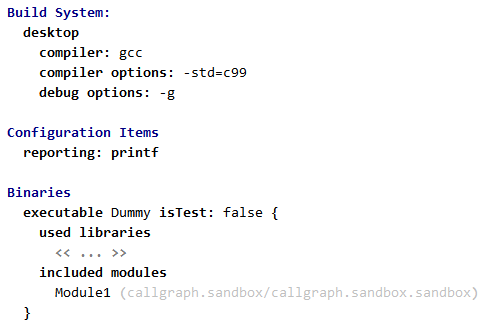 Build System:
desktop
compiler: gcc
compiler options: -std=c99
debug options: -g
Configuration Items
reporting: printf
Binaries
executable Dummy isTest: false {
used libraries
<< ... >>
included modules
Module1 (callgraph.sandbox/callgraph.sandbox.sandbox)
}